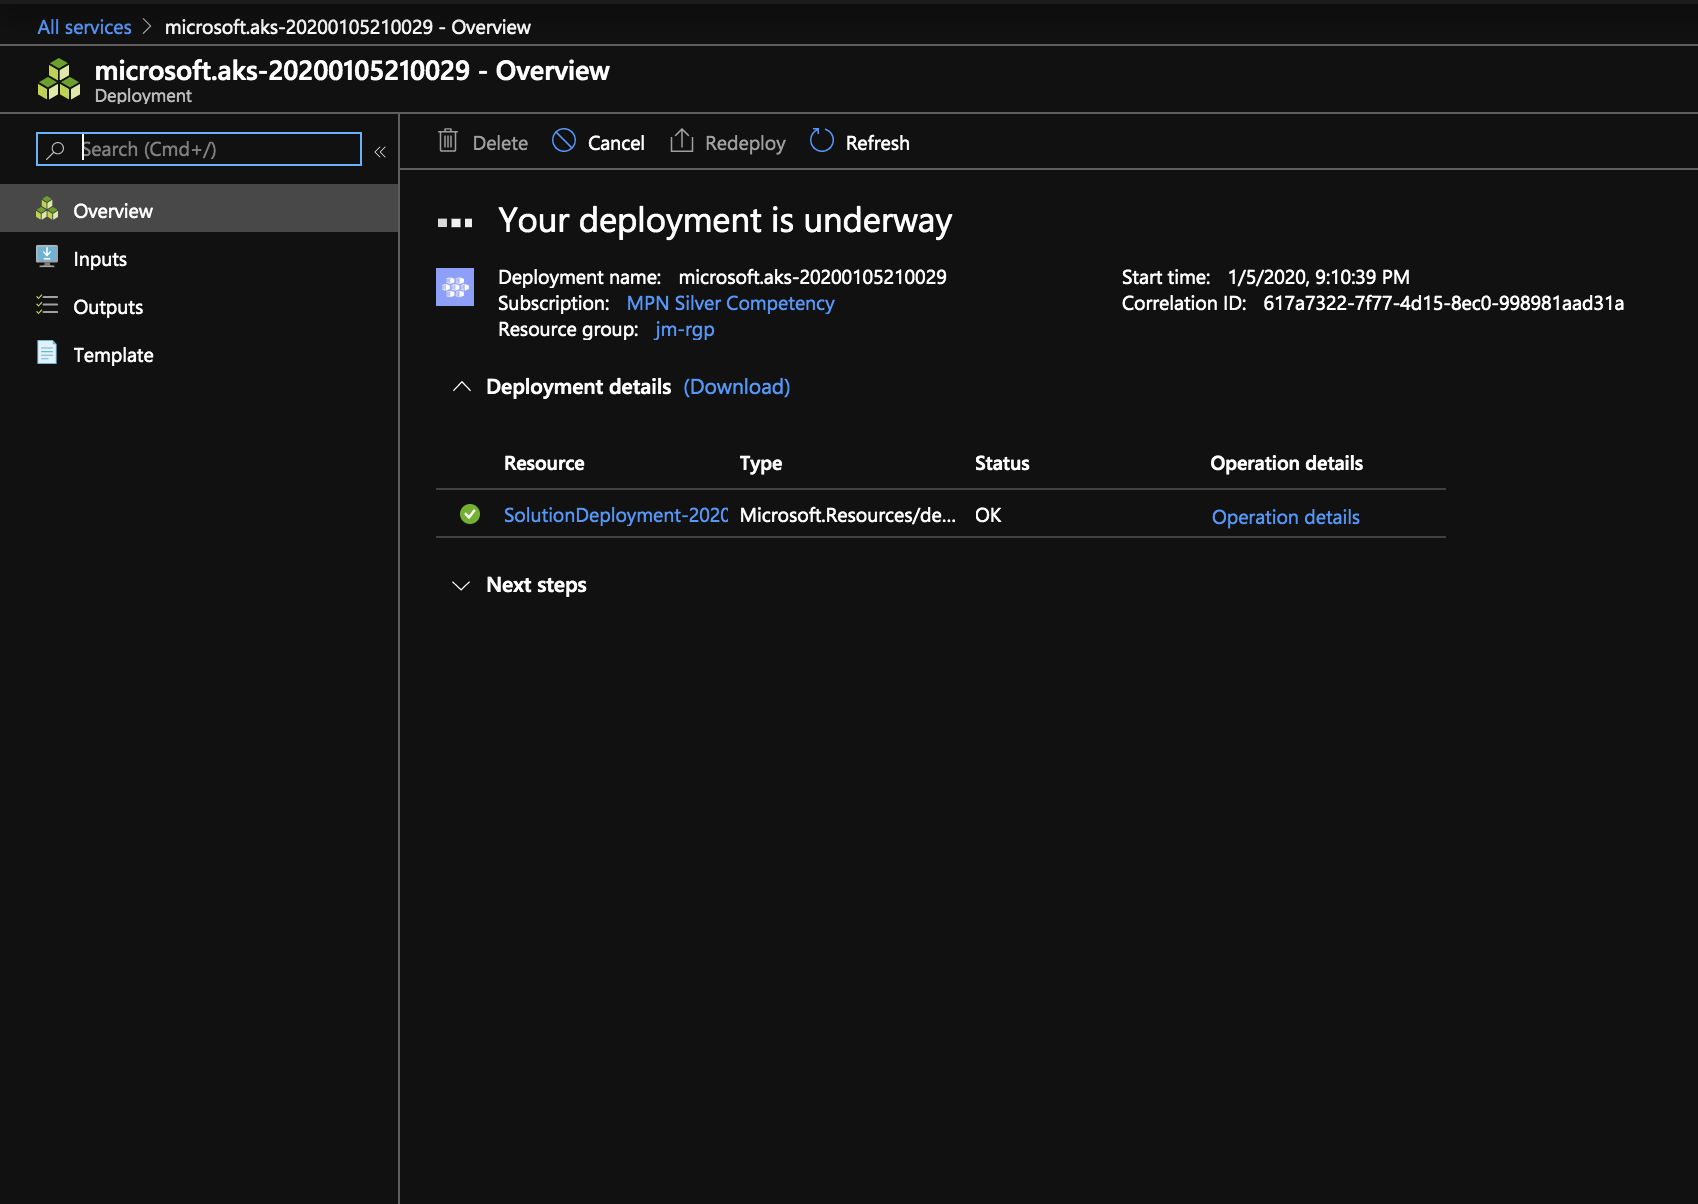 All services > microsoft.aks-20200105210029 - Overview
microsoft.aks-20200105210029 - Overview
Deployment
Search (Cmd+/)
«
Overview
Inputs
Outputs
Template
Delete Cancel Redeploy Refresh
Your deployment is underway
Deployment name: microsoft.aks-20200105210029
Subscription: MPN Silver Competency
Resource group: jm-rgp
Start time: 1/5/2020, 9:10:39 PM
Correlation ID: 617a7322-7f77-4d15-8ec0-998981aad31a
Deployment details (Download)
Resource Type Status Operation details
SolutionDeployment-2020 Microsoft.Resources/de... OK Operation details
Next steps